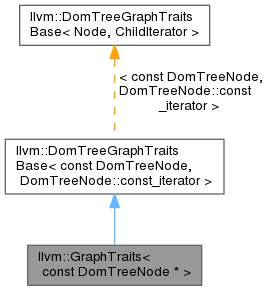 llvm::DomTreeGraphTraits
Base< Node, ChildIterator >
< const DomTreeNode,
DomTreeNode::const
_iterator >
llvm::DomTreeGraphTraits
Base< const DomTreeNode,
DomTreeNode::const_iterator >
llvm::GraphTraits<
const DomTreeNode * >